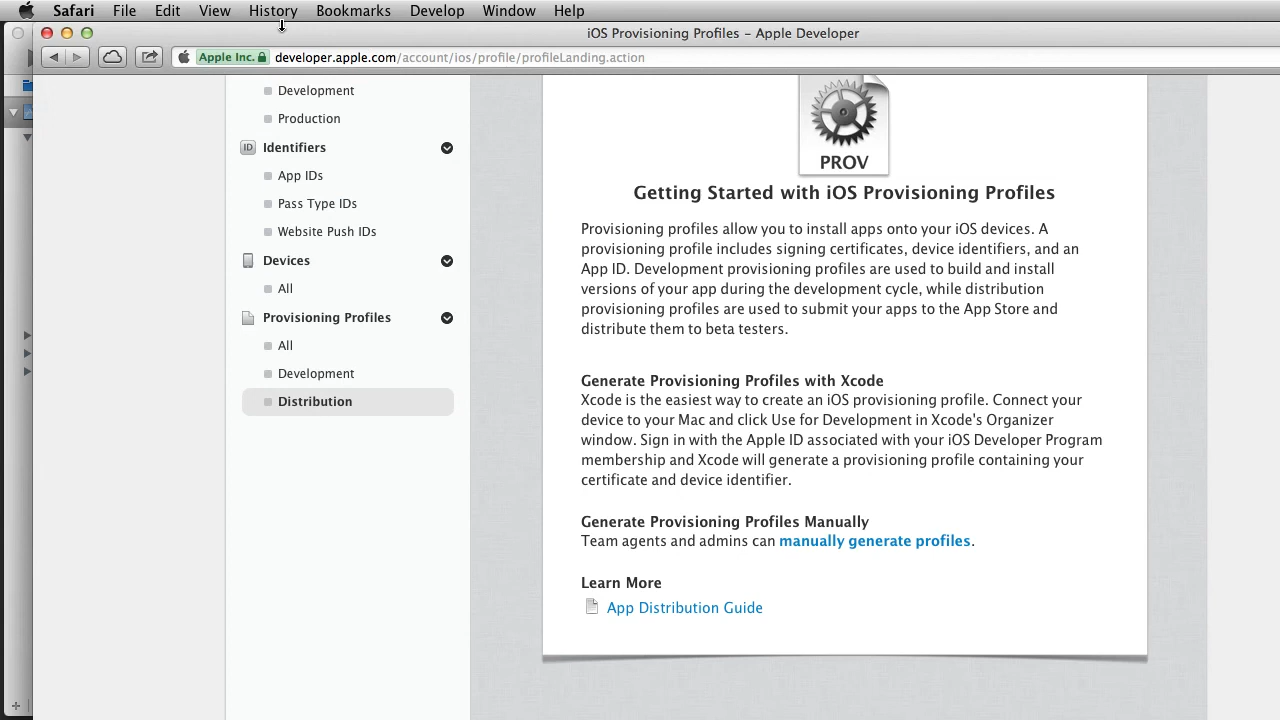 Safari File Edit View History Bookmarks Develop Window Help
iOS Provisioning Profiles – Apple Developer
Apple Inc. developer.apple.com/account/ios/profile/profileLanding.action
Development
Production
ID Identifiers
App IDs
Pass Type IDs
Website Push IDs
Devices
All
Provisioning Profiles
All
Development
Distribution
PROV
Getting Started with iOS Provisioning Profiles
Provisioning profiles allow you to install apps onto your iOS devices. A
provisioning profile includes signing certificates, device identifiers, and an
App ID. Development provisioning profiles are used to build and install
versions of your app during the development cycle, while distribution
provisioning profiles are used to submit your apps to the App Store and
distribute them to beta testers.
Generate Provisioning Profiles with Xcode
Xcode is the easiest way to create an iOS provisioning profile. Connect your
device to your Mac and click Use for Development in Xcode's Organizer
window. Sign in with the Apple ID associated with your iOS Developer Program
membership and Xcode will generate a provisioning profile containing your
certificate and device identifier.
Generate Provisioning Profiles Manually
Team agents and admins can manually generate profiles.
Learn More
App Distribution Guide